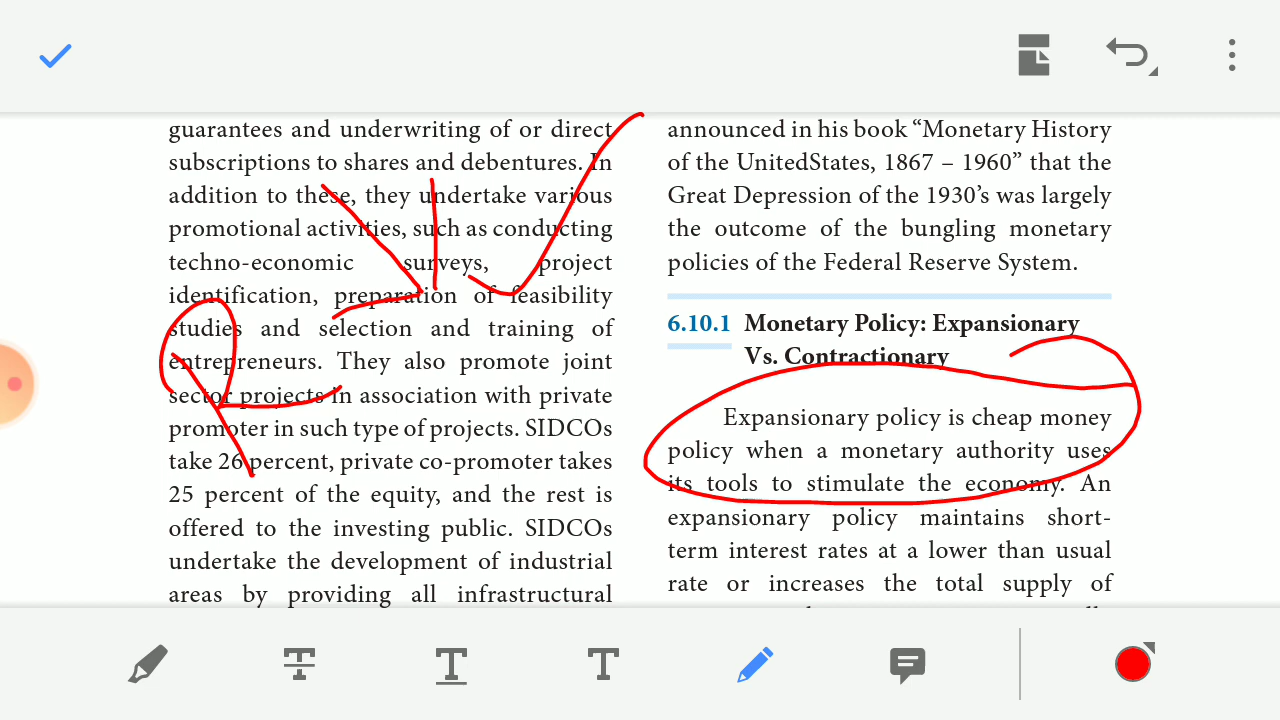 guarantees and underwriting of or direct
subscriptions to shares and debentures. In
addition to these, they undertake various
promotional activities, such as conducting
techno-economic surveys, project
identification, preparation of feasibility
studies and selection and training of
entrepreneurs. They also promote joint
sector projects in association with private
promoter in such type of projects. SIDCOs
take 26 percent, private co-promoter takes
25 percent of the equity, and the rest is
offered to the investing public. SIDCOs
undertake the development of industrial
areas by providing all infrastructural
announced in his book “Monetary History
of the UnitedStates, 1867 – 1960” that the
Great Depression of the 1930’s was largely
the outcome of the bungling monetary
policies of the Federal Reserve System.
6.10.1 Monetary Policy: Expansionary
Vs. Contractionary
Expansionary policy is cheap money
policy when a monetary authority uses
its tools to stimulate the economy. An
expansionary policy maintains short-
term interest rates at a lower than usual
rate or increases the total supply of
T T T